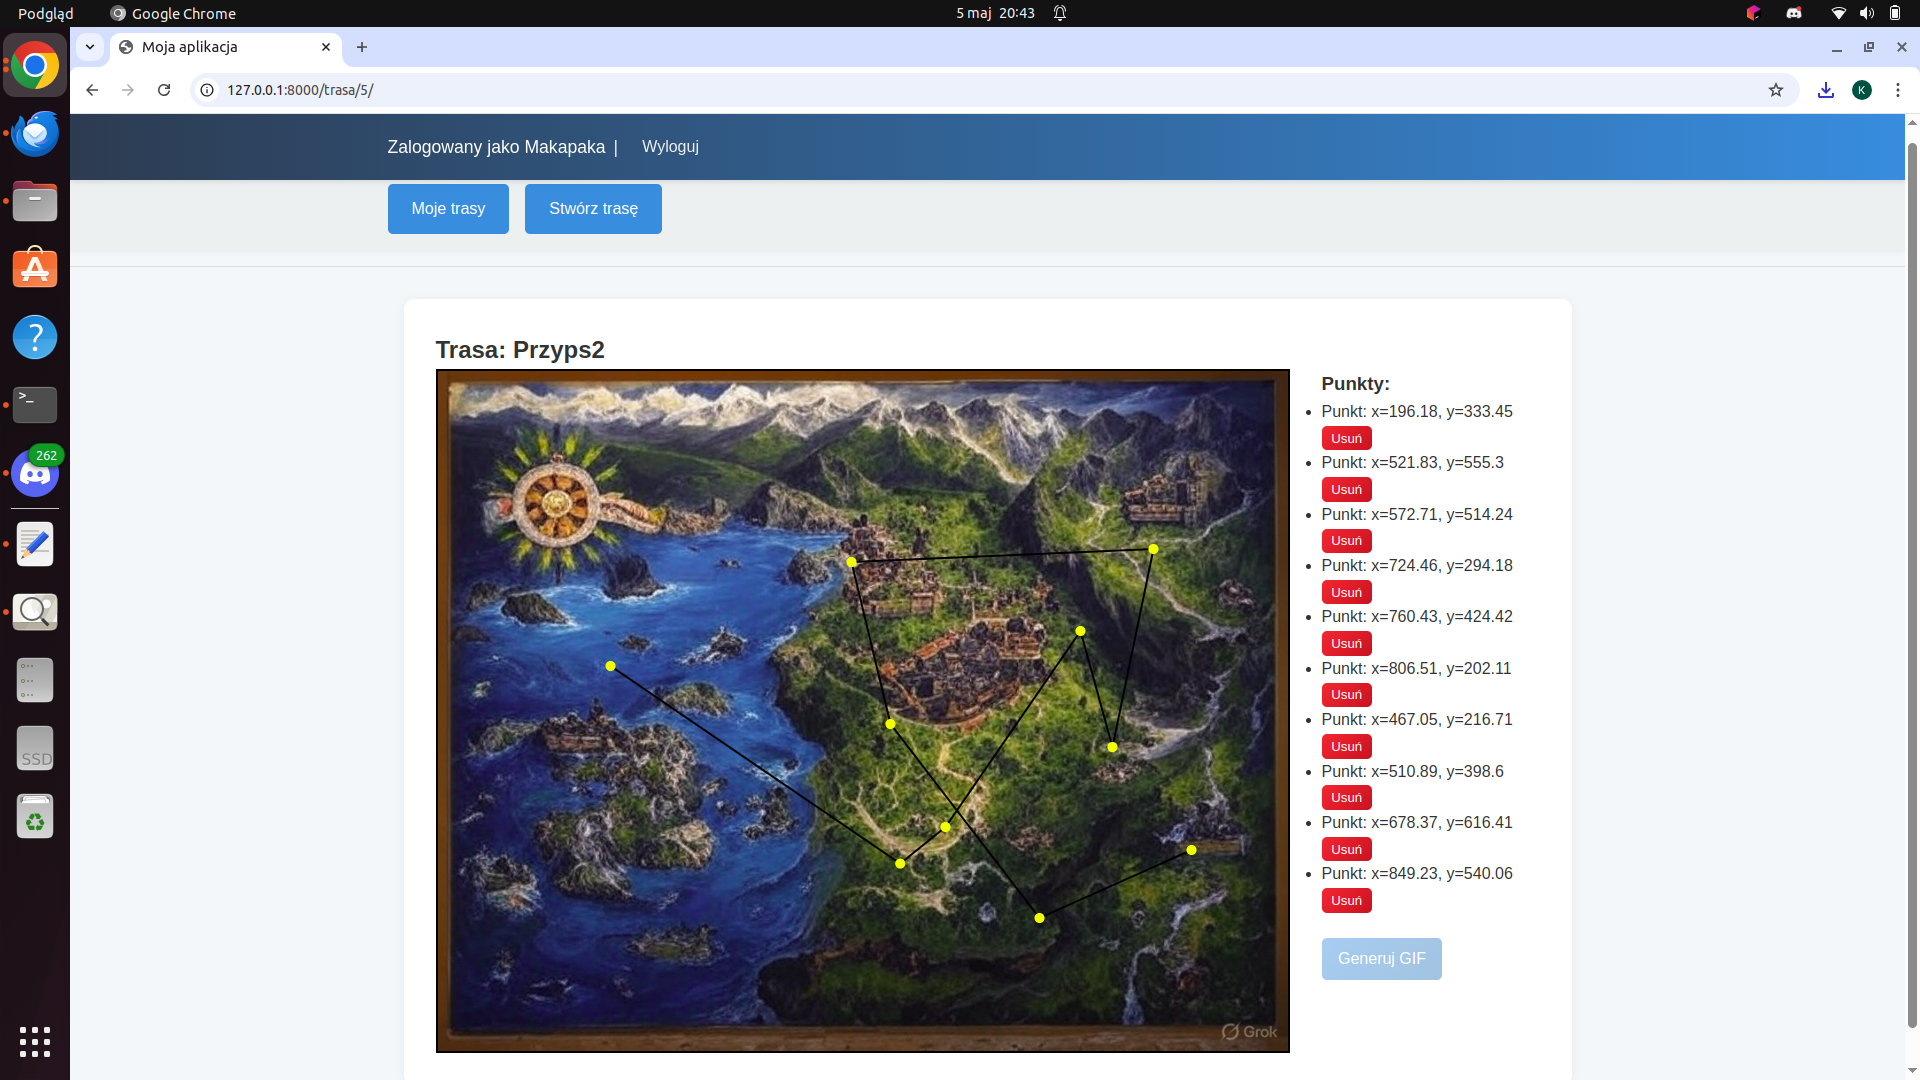 Podgląd
Google Chrome
5 maj 20:43
Moja aplikacja
127.0.0.1:8000/trasa/5/
K
Zalogowany jako Makapaka |
Wyloguj
Moje trasy
Stwórz trasę
262
SSD
Trasa: Przyps2
Grok
Punkty:
Punkt: x=196.18, y=333.45
Usuń
Punkt: x=521.83, y=555.3
Usuń
Punkt: x=572.71, y=514.24
Usuń
Punkt: x=724.46, y=294.18
Usuń
Punkt: x=760.43, y=424.42
Usuń
Punkt: x=806.51, y=202.11
Usuń
Punkt: x=467.05, y=216.71
Usuń
Punkt: x=510.89, y=398.6
Usuń
Punkt: x=678.37, y=616.41
Usuń
Punkt: x=849.23, y=540.06
Usuń
Generuj GIF